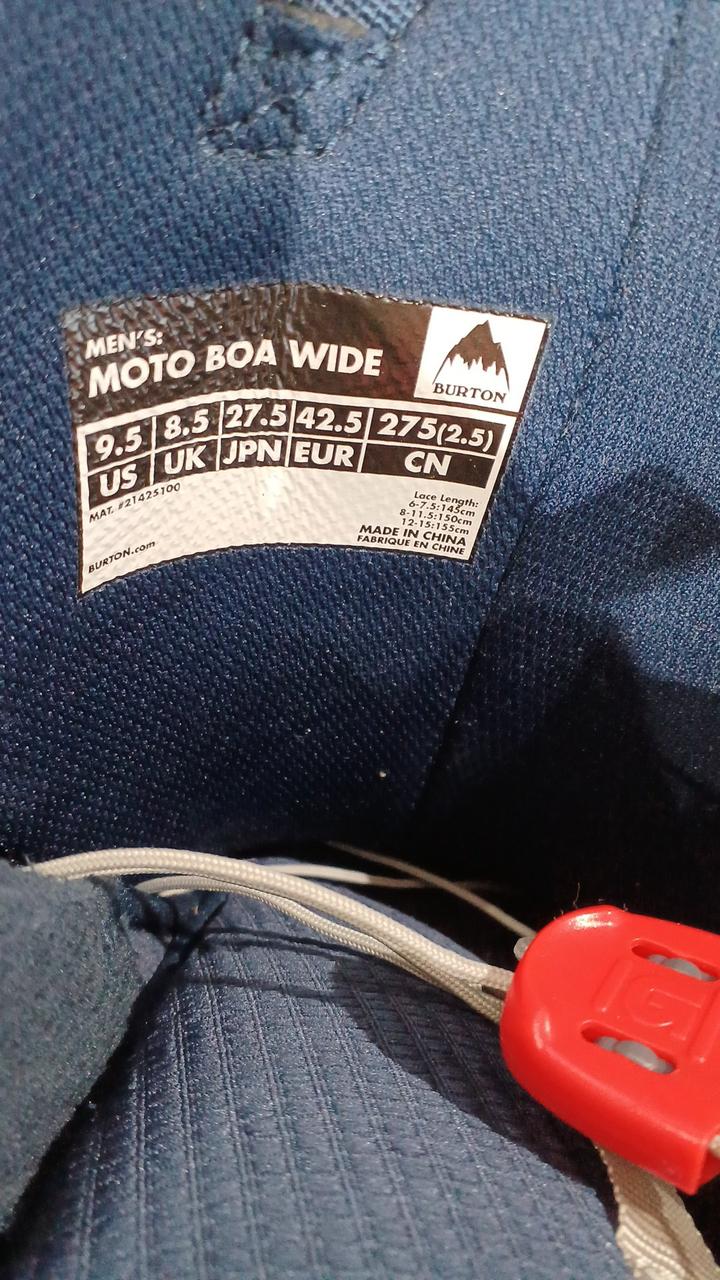 MEN'S:
MOTO BOA WIDE
BURTON
9.5 8.5 27.5 42.5 275(2.5)
US UK JPN EUR CN
MAT. #21425100
Lace Length:
6-7.5:145cm
8-11.5:150cm
12-15:155cm
MADE IN CHINA
FABRIQUE EN CHINE
BURTON.com
G